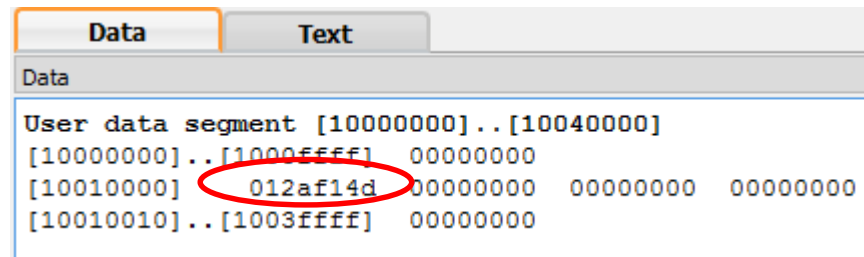 Data Text
Data
User data segment [10000000]..[10040000]
[10000000]..[1000ffff] 00000000
[10010000] 012af14d 00000000 00000000 00000000
[10010010]..[1003ffff] 00000000